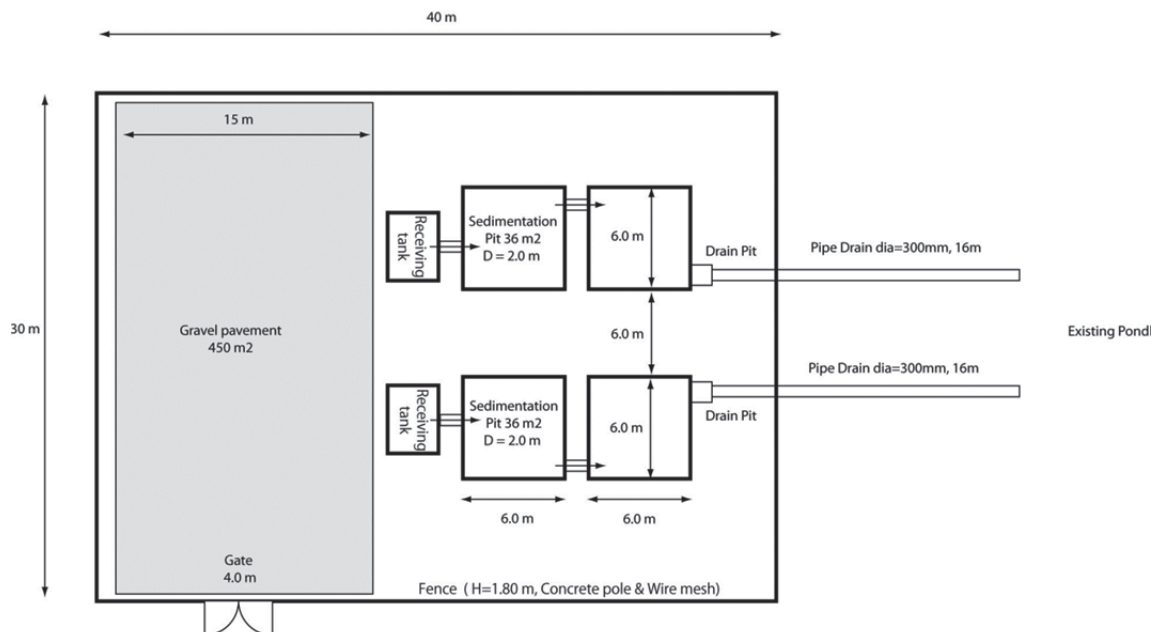 40 m
15 m
30 m
Gravel pavement
450 m2
Gate
4.0 m
Receiving
tank
Sedimentation
Pit 36 m2
D = 2.0 m
6.0 m
Drain Pit
Pipe Drain dia=300mm, 16m
6.0 m
Existing Pondl
Receiving
tank
Sedimentation
Pit 36 m2
D = 2.0 m
6.0 m
Drain Pit
Pipe Drain dia=300mm, 16m
6.0 m
6.0 m
Fence ( H=1.80 m, Concrete pole & Wire mesh)